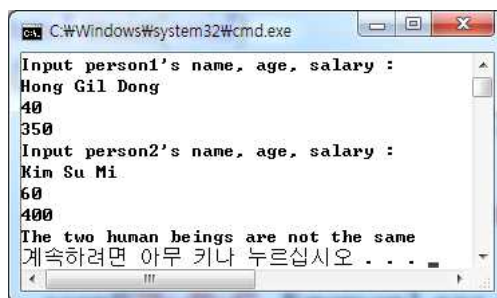 C:₩Windows₩system32₩cmd.exe
Input person1's name, age, salary :
Hong Gil Dong
40
350
Input person2's name, age, salary :
Kim Su Mi
60
400
The two human beings are not the same
계속하려면 아무 키나 누르십시오 . . . _